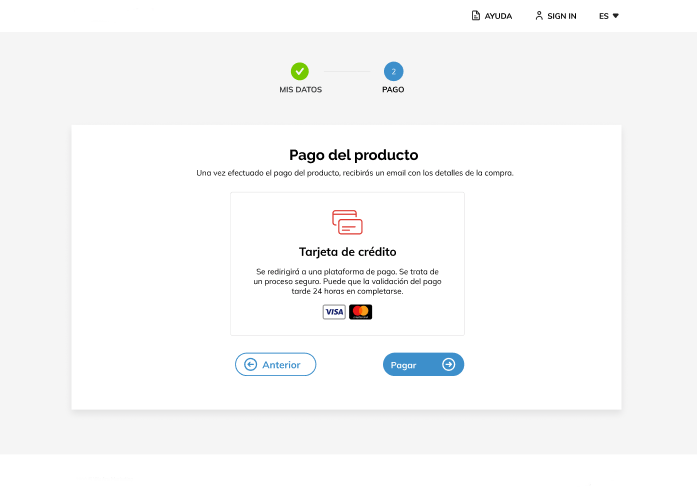 AYUDA
SIGN IN
ES
2
MIS DATOS
PAGO
Pago del producto
Una vez efectuado el pago del producto, recibirás un email con los detalles de la compra.
Tarjeta de crédito
Se redirigirá a una plataforma de pago. Se trata de
un proceso segura. Puede que la validación del pago
tarde 24 horas en completarse.
VISA
Anterior
Pagar